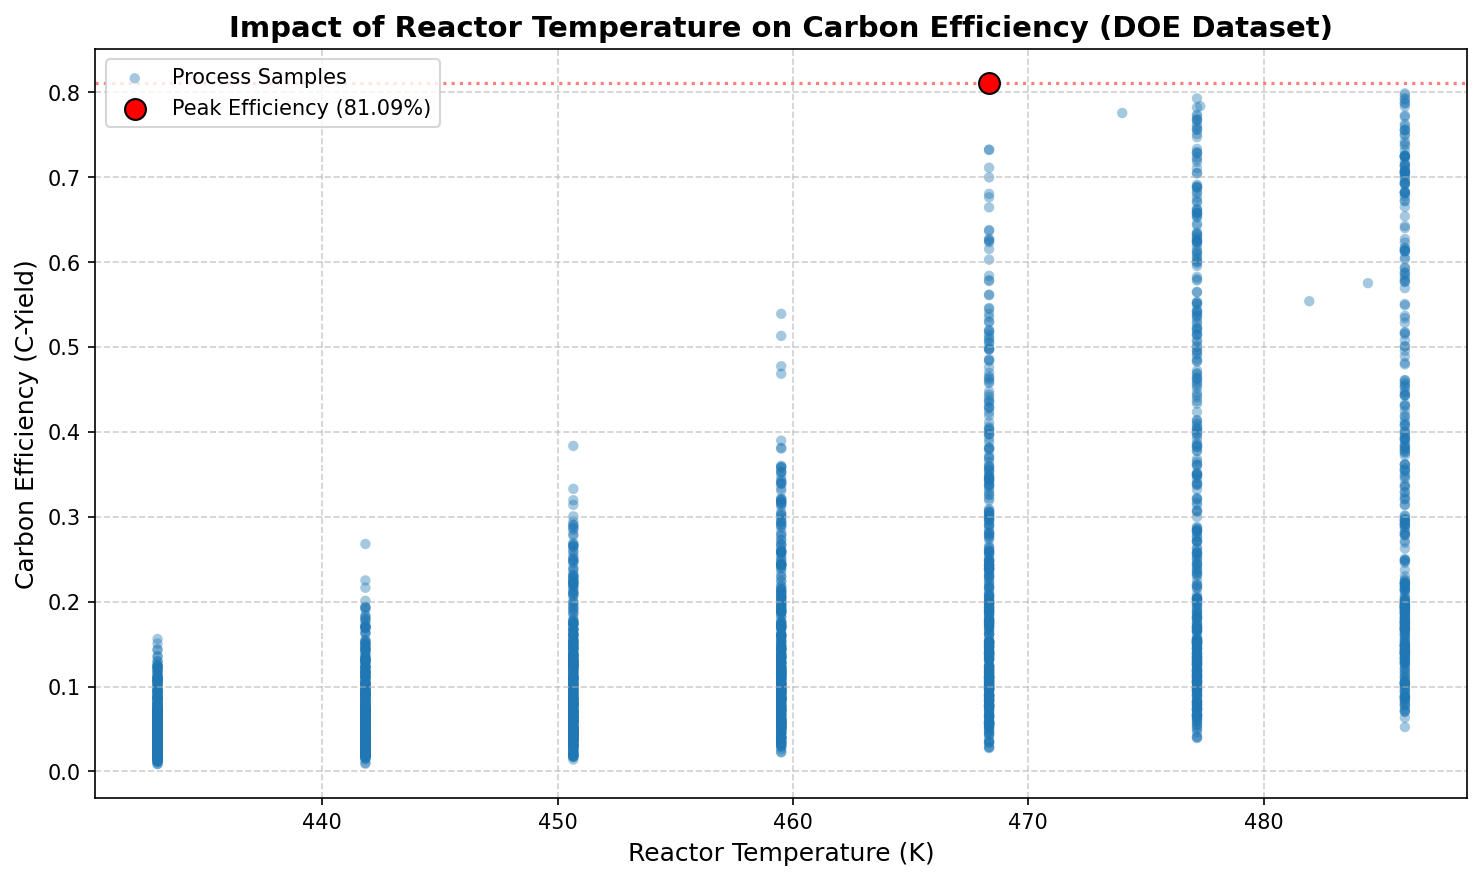 Impact of Reactor Temperature on Carbon Efficiency (DOE Dataset)
Process Samples
Peak Efficiency (81.09%)
Carbon Efficiency (C-Yield)
0.8
0.7
0.6
0.5
0.4
0.3
0.2
0.1
0.0
440 450 460 470 480
Reactor Temperature (K)